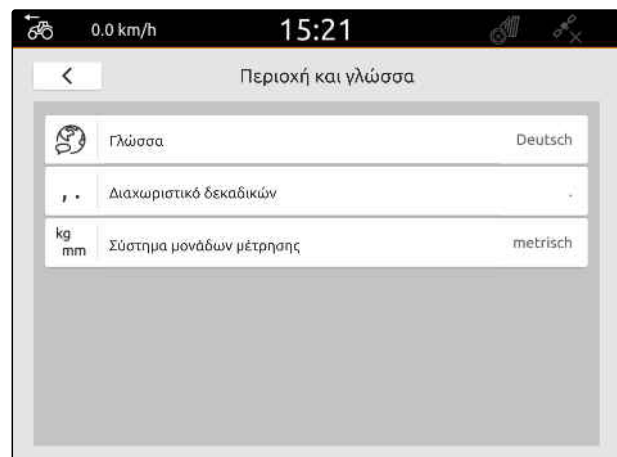 0.0 km/h 15:21
Περιοχή και γλώσσα
Γλώσσα Deutsch
, . Διαχωριστικό δεκαδικών .
kg
mm Σύστημα μονάδων μέτρησης metrisch